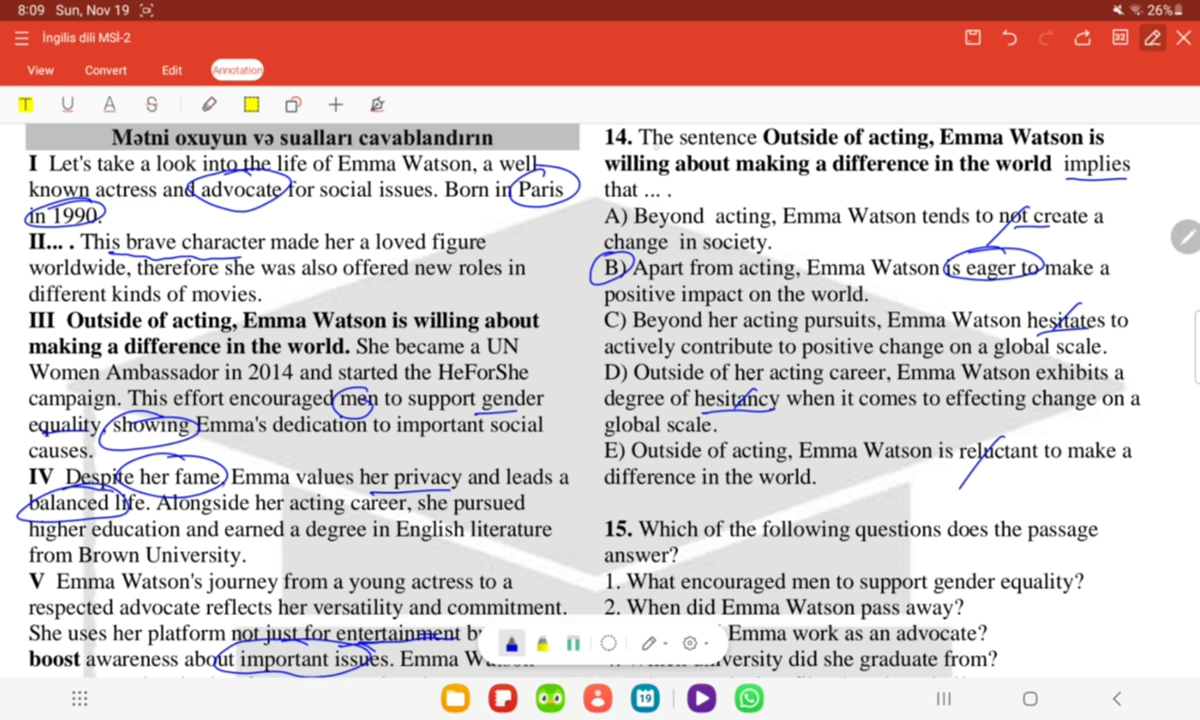 8:09 Sun, Nov 19
26%
İngilis dili MSİ-2
32
View Convert Edit Annotation
T U A S
Mətni oxuyun və sualları cavablandırın
I Let's take a look into the life of Emma Watson, a well
known actress and advocate for social issues. Born in Paris
in 1990.
II... . This brave character made her a loved figure
worldwide, therefore she was also offered new roles in
different kinds of movies.
III Outside of acting, Emma Watson is willing about
making a difference in the world. She became a UN
Women Ambassador in 2014 and started the HeForShe
campaign. This effort encouraged men to support gender
equality, showing Emma's dedication to important social
causes.
IV Despite her fame, Emma values her privacy and leads a
balanced life. Alongside her acting career, she pursued
higher education and earned a degree in English literature
from Brown University.
V Emma Watson's journey from a young actress to a
respected advocate reflects her versatility and commitment.
She uses her platform not just for entertainment
boost awareness about important issues. Emma
14. The sentence Outside of acting, Emma Watson is
willing about making a difference in the world implies
that ... .
A) Beyond acting, Emma Watson tends to not create a
change in society.
B) Apart from acting, Emma Watson is eager to make a
positive impact on the world.
C) Beyond her acting pursuits, Emma Watson hesitates to
actively contribute to positive change on a global scale.
D) Outside of her acting career, Emma Watson exhibits a
degree of hesitancy when it comes to effecting change on a
global scale.
E) Outside of acting, Emma Watson is reluctant to make a
difference in the world.
15. Which of the following questions does the passage
answer?
1. What encouraged men to support gender equality?
2. When did Emma Watson pass away?
Emma work as an advocate?
did she graduate from?
19